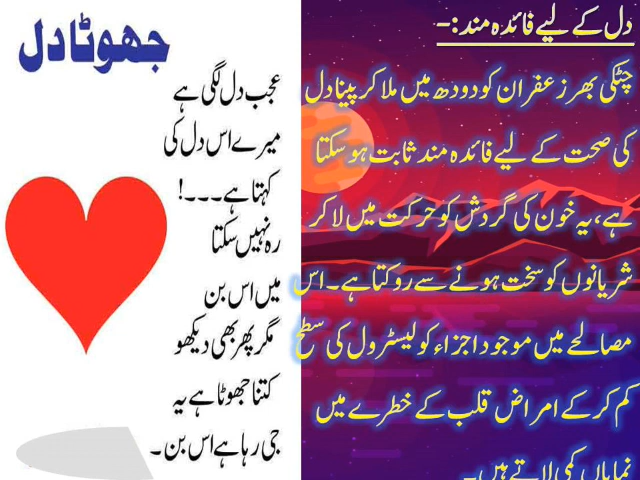 دل کے لیے فائدہ مند:-
چٹکی بھر زعفران کو دودھ میں ملا کر پینا دل
کی صحت کے لیے فائدہ مند ثابت ہو سکتا
ہے، یہ خون کی گردش کو حرکت میں لا کر
شریانوں کو سخت ہونے سے روکتا ہے۔ اس
مصالحے میں موجود اجزاء کولیسٹرول کی سطح
کم کر کے امراض قلب کے خطرے میں
نمایاں کمی لاتے ہیں۔
جھوٹا دل
عجب دل لگی ہے
میرے اس دل کی
کہتا ہے۔۔۔!
رہ نہیں سکتا
میں اس بن
مگر پھر بھی دیکھو
کتنا جھوٹا ہے یہ
جی رہا ہے اس بن۔